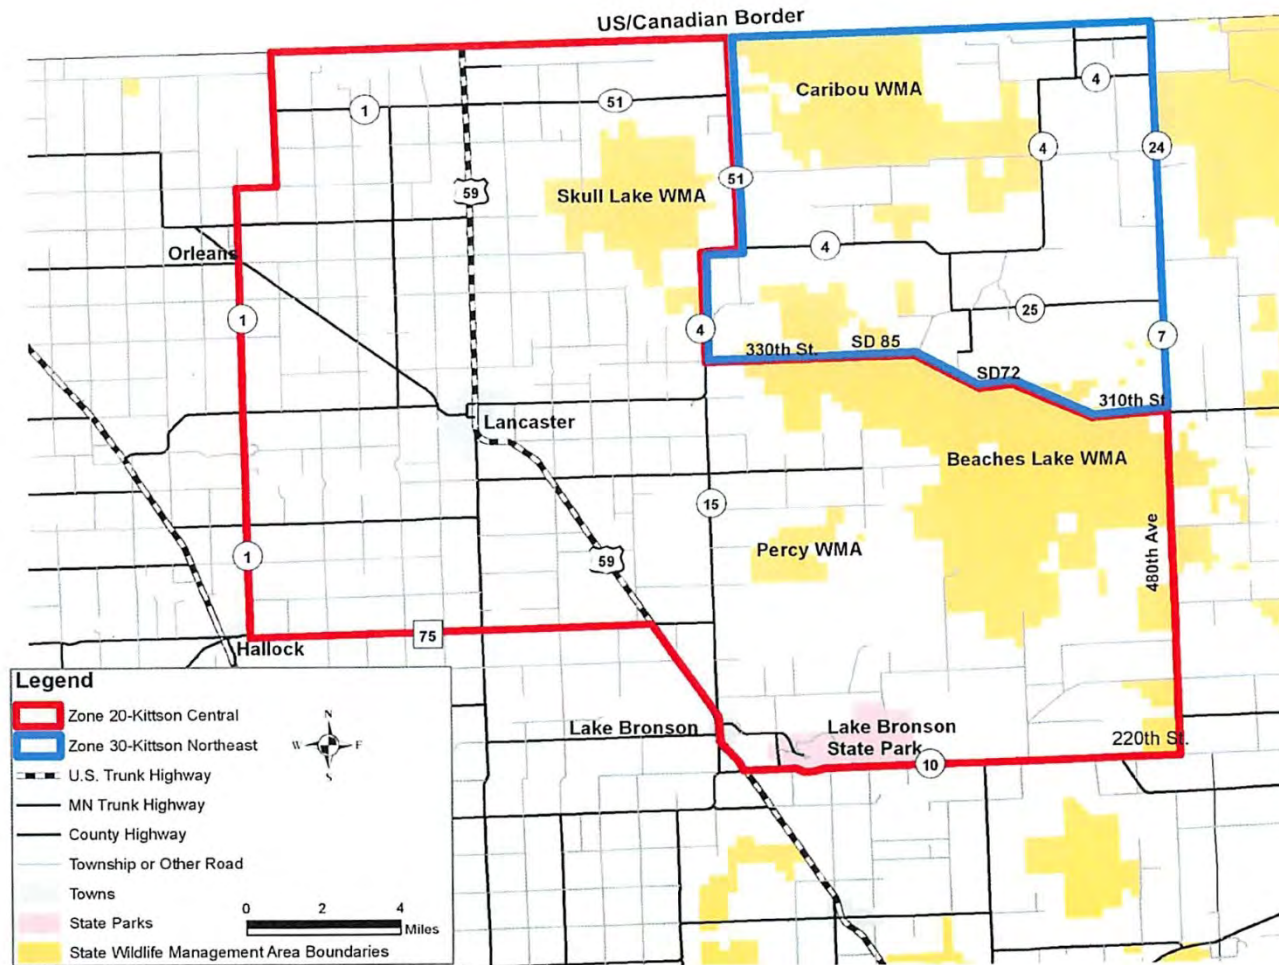 US/Canadian Border
Caribou WMA
4
1
51
4
24
59
51
Skull Lake WMA
Orleans
4
25
1
4
7
330th St.
SD 85
SD72
310th St
Lancaster
Beaches Lake WMA
15
Percy WMA
480th Ave
1
59
75
Hallock
Lake Bronson
Lake Bronson
State Park
220th St.
10
Legend
Zone 20-Kittson Central
Zone 30-Kittson Northeast
U.S. Trunk Highway
MN Trunk Highway
County Highway
Township or Other Road
Towns
State Parks
State Wildlife Management Area Boundaries
N
W
E
S
0 2 4
Miles